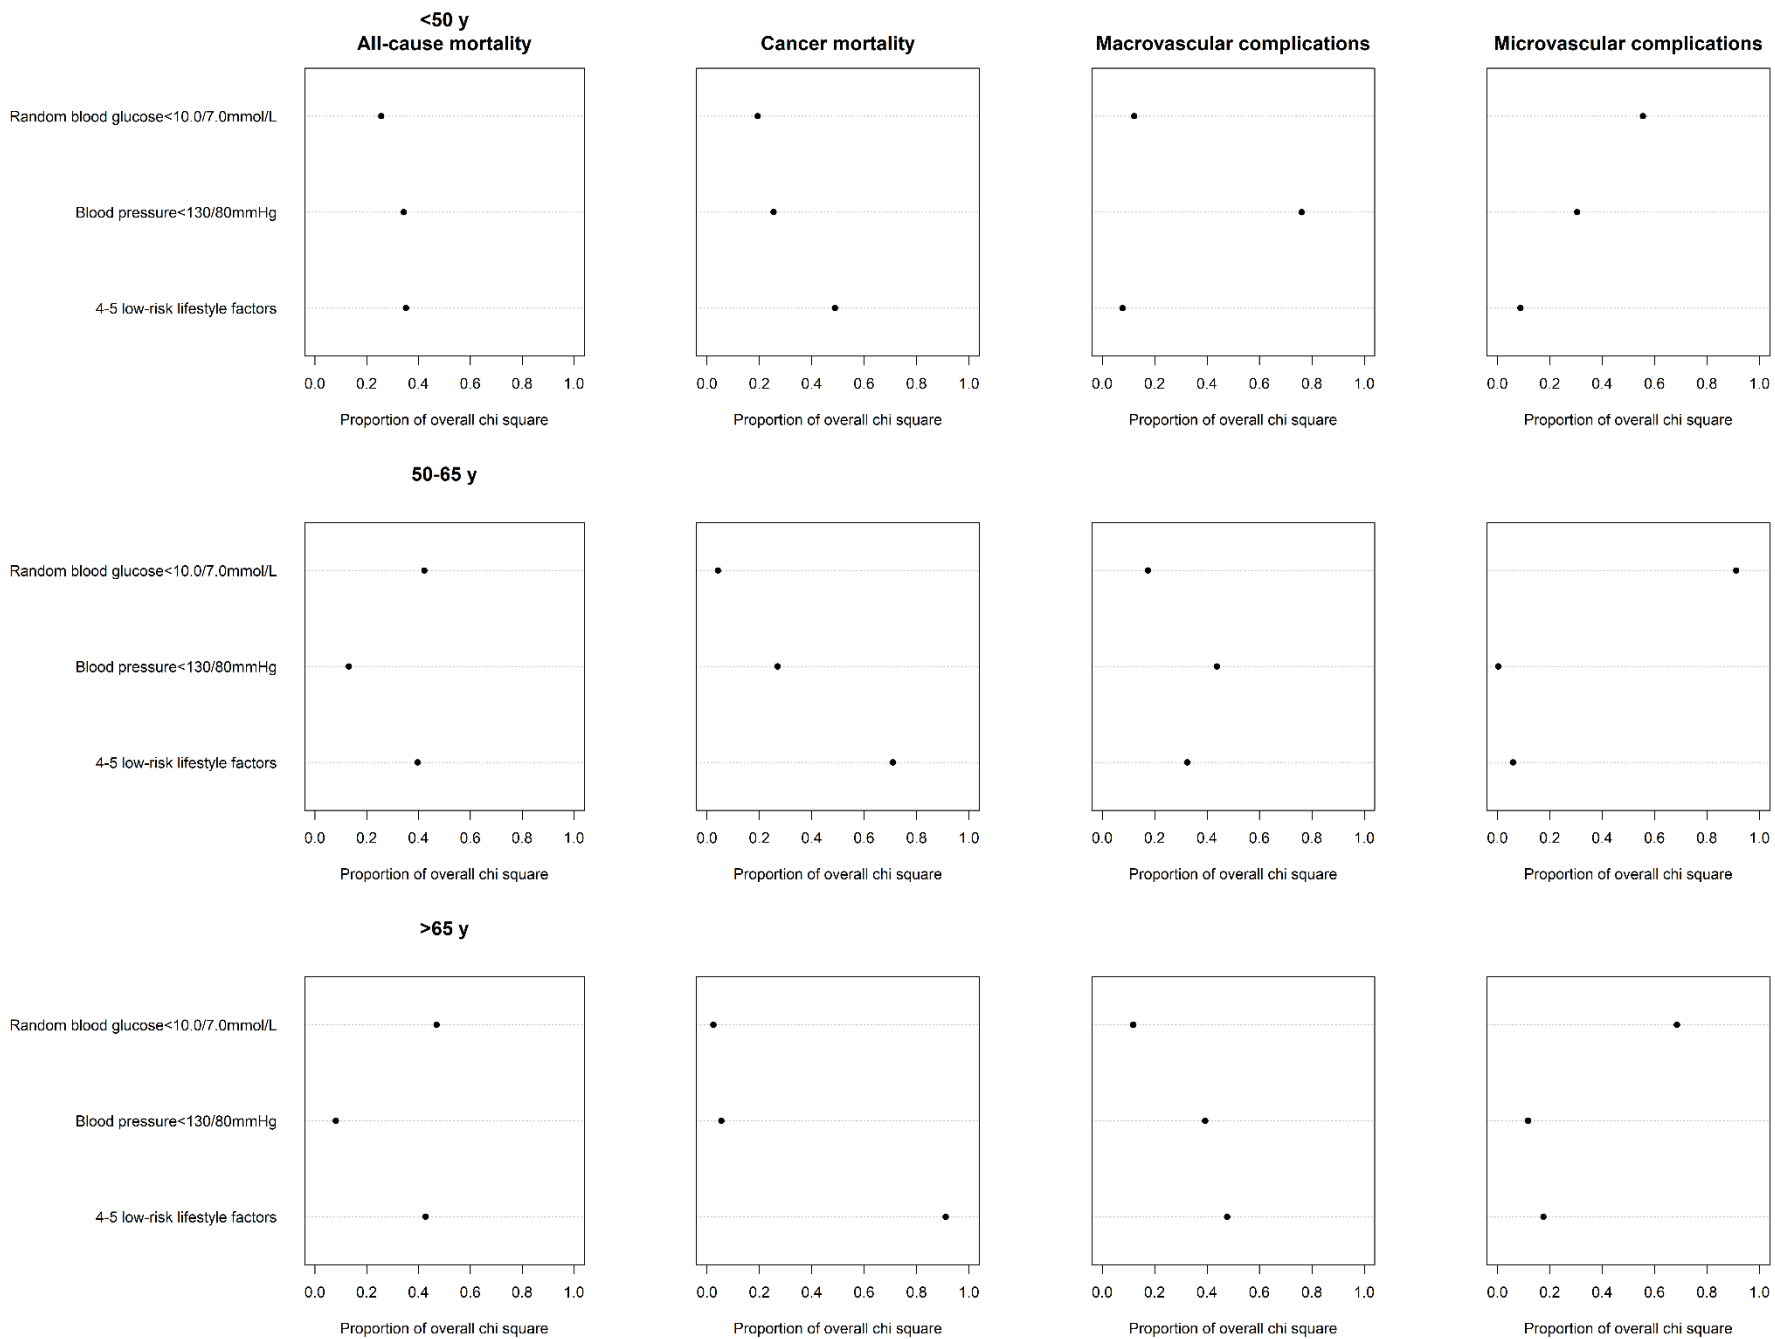 <50 y
All-cause mortality
Cancer mortality
Macrovascular complications
Microvascular complications
Random blood glucose<10.0/7.0mmol/L
Blood pressure<130/80mmHg
4-5 low-risk lifestyle factors
0.0 0.2 0.4 0.6 0.8 1.0
0.0 0.2 0.4 0.6 0.8 1.0
0.0 0.2 0.4 0.6 0.8 1.0
0.0 0.2 0.4 0.6 0.8 1.0
Proportion of overall chi square
Proportion of overall chi square
Proportion of overall chi square
Proportion of overall chi square
50-65 y
Random blood glucose<10.0/7.0mmol/L
Blood pressure<130/80mmHg
4-5 low-risk lifestyle factors
0.0 0.2 0.4 0.6 0.8 1.0
0.0 0.2 0.4 0.6 0.8 1.0
0.0 0.2 0.4 0.6 0.8 1.0
0.0 0.2 0.4 0.6 0.8 1.0
Proportion of overall chi square
Proportion of overall chi square
Proportion of overall chi square
Proportion of overall chi square
>65 y
Random blood glucose<10.0/7.0mmol/L
Blood pressure<130/80mmHg
4-5 low-risk lifestyle factors
0.0 0.2 0.4 0.6 0.8 1.0
0.0 0.2 0.4 0.6 0.8 1.0
0.0 0.2 0.4 0.6 0.8 1.0
0.0 0.2 0.4 0.6 0.8 1.0
Proportion of overall chi square
Proportion of overall chi square
Proportion of overall chi square
Proportion of overall chi square